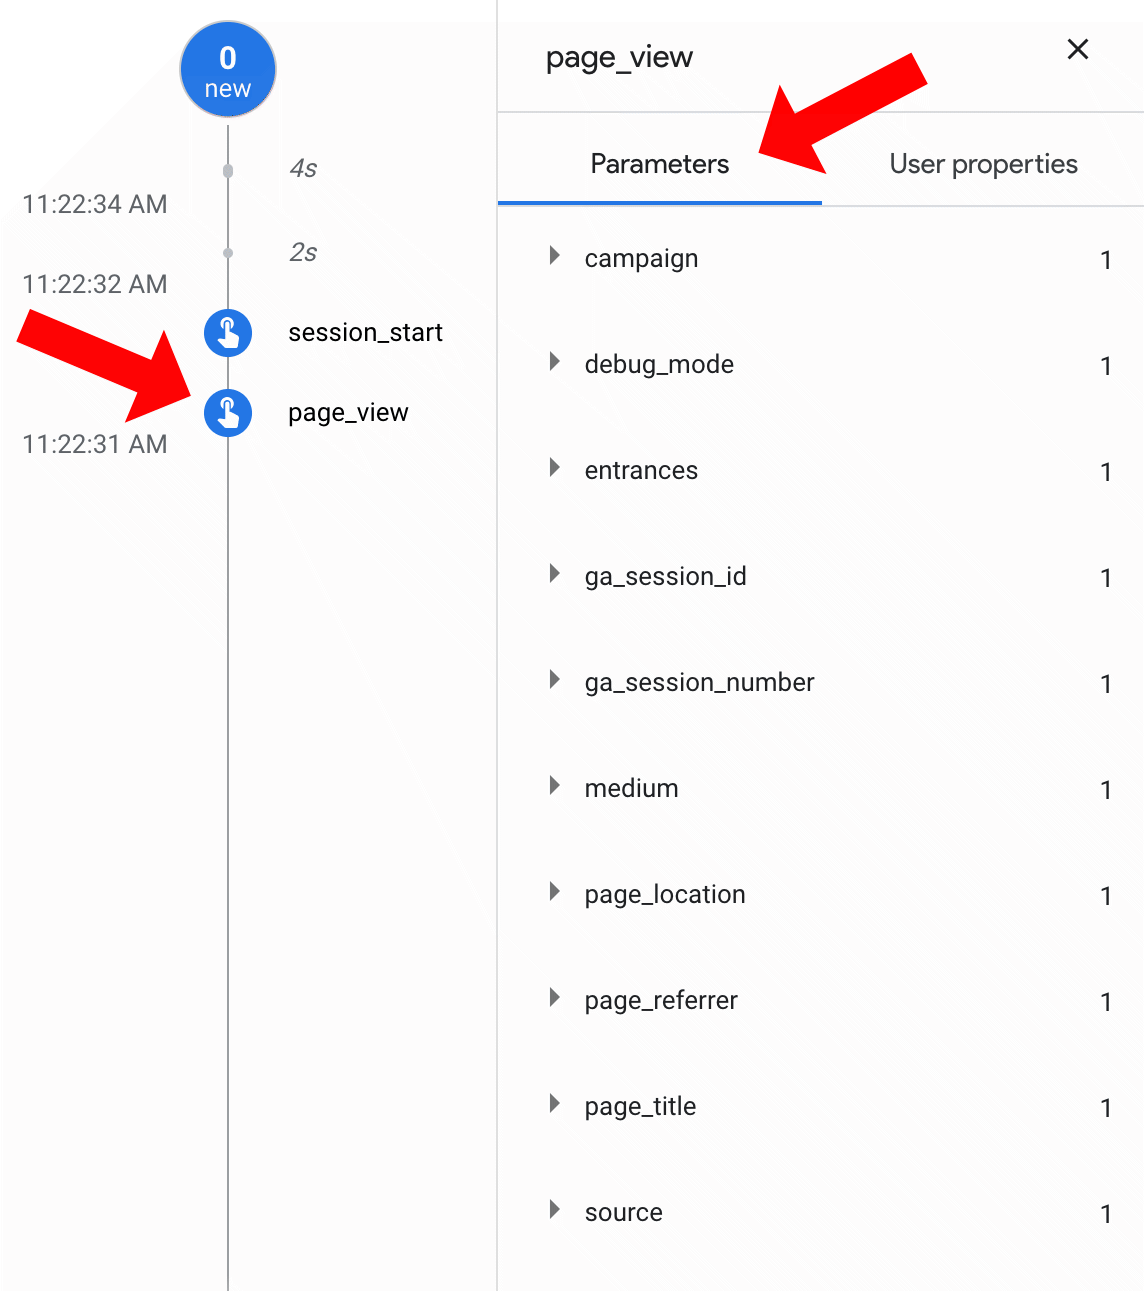 0
new
4s
11:22:34 AM
2s
11:22:32 AM
session_start
page_view
11:22:31 AM
page_view
Parameters
User properties
campaign 1
debug_mode 1
entrances 1
ga_session_id 1
ga_session_number 1
medium 1
page_location 1
page_referrer 1
page_title 1
source 1